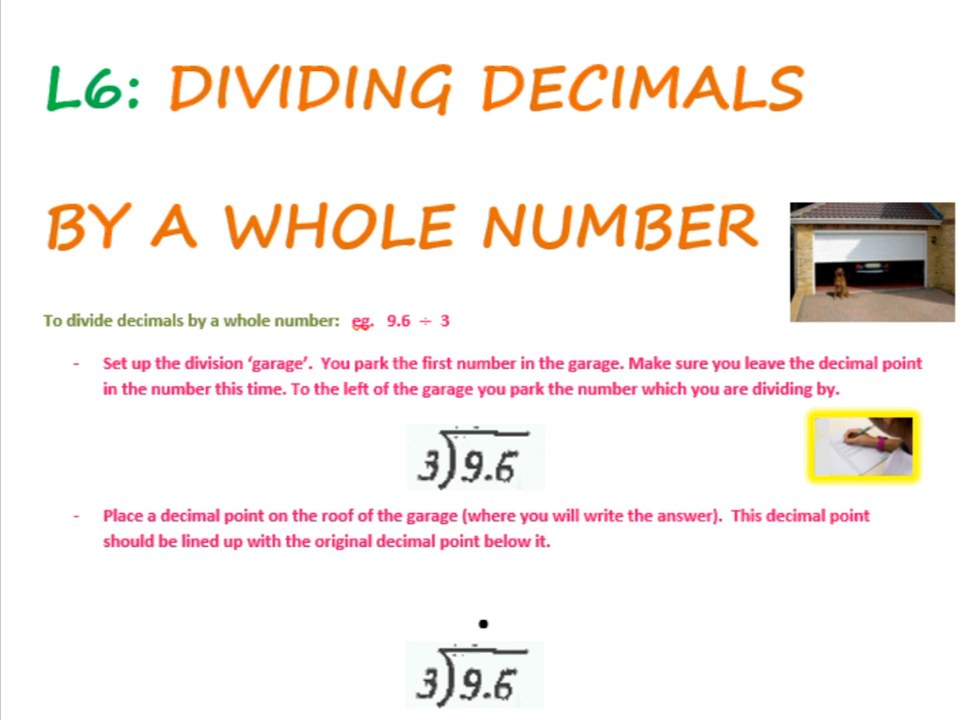 L6: DIVIDING DECIMALS
BY A WHOLE NUMBER
To divide decimals by a whole number: eg. 9.6 ÷ 3
- Set up the division ‘garage’. You park the first number in the garage. Make sure you leave the decimal point
in the number this time. To the left of the garage you park the number which you are dividing by.
3)9.6
- Place a decimal point on the roof of the garage (where you will write the answer). This decimal point
should be lined up with the original decimal point below it.
.
3)9.6